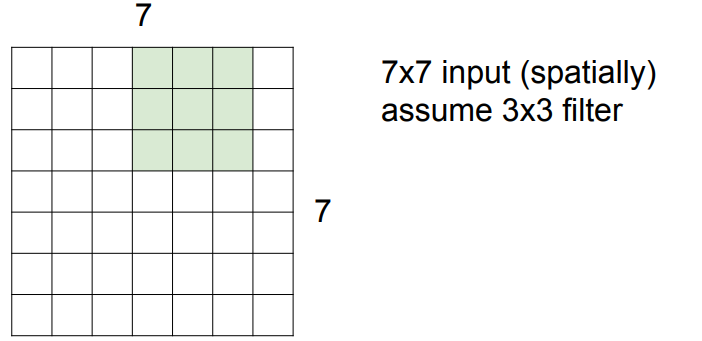 7
7x7 input (spatially)
assume 3x3 filter
7